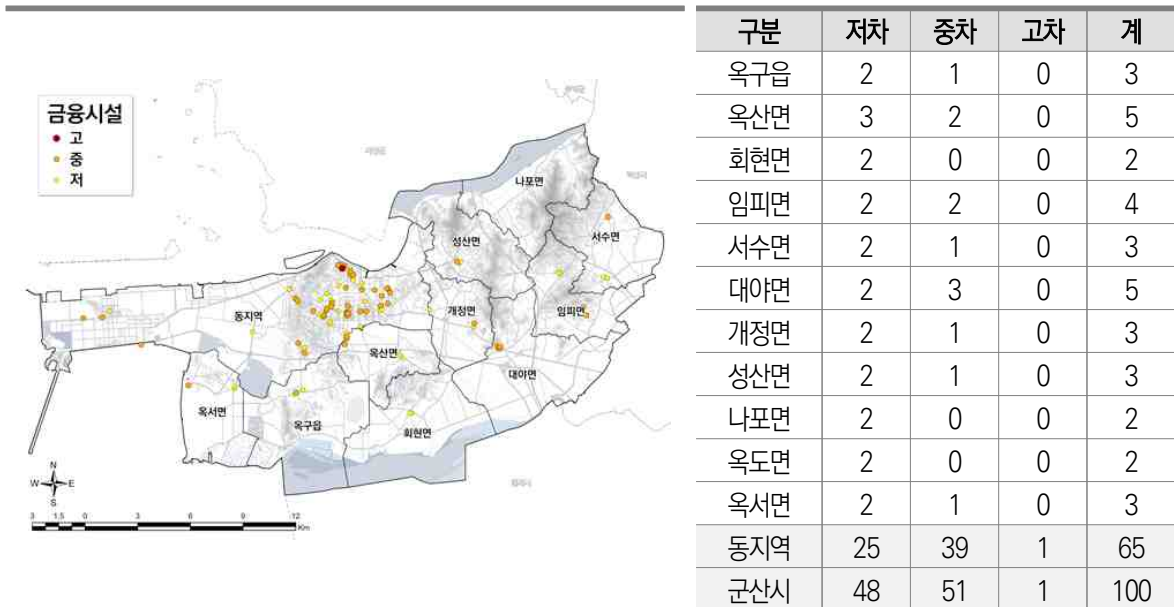 금융시설
고
중
저
나포면
성산면
서수면
개정면
임피면
동지역
옥산면
대야면
옥서면
옥구읍
회현면
N
W E
S
3 1.5 0 3 6 9 12
Km
구분 저차 중차 고차 계
옥구읍 2 1 0 3
옥산면 3 2 0 5
회현면 2 0 0 2
임피면 2 2 0 4
서수면 2 1 0 3
대야면 2 3 0 5
개정면 2 1 0 3
성산면 2 1 0 3
나포면 2 0 0 2
옥도면 2 0 0 2
옥서면 2 1 0 3
동지역 25 39 1 65
군산시 48 51 1 100